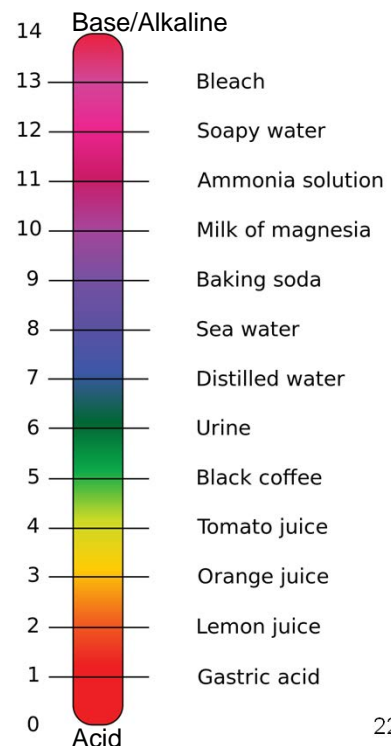 Base/Alkaline
14
13 Bleach
12 Soapy water
11 Ammonia solution
10 Milk of magnesia
9 Baking soda
8 Sea water
7 Distilled water
6 Urine
5 Black coffee
4 Tomato juice
3 Orange juice
2 Lemon juice
1 Gastric acid
0
Acid
22